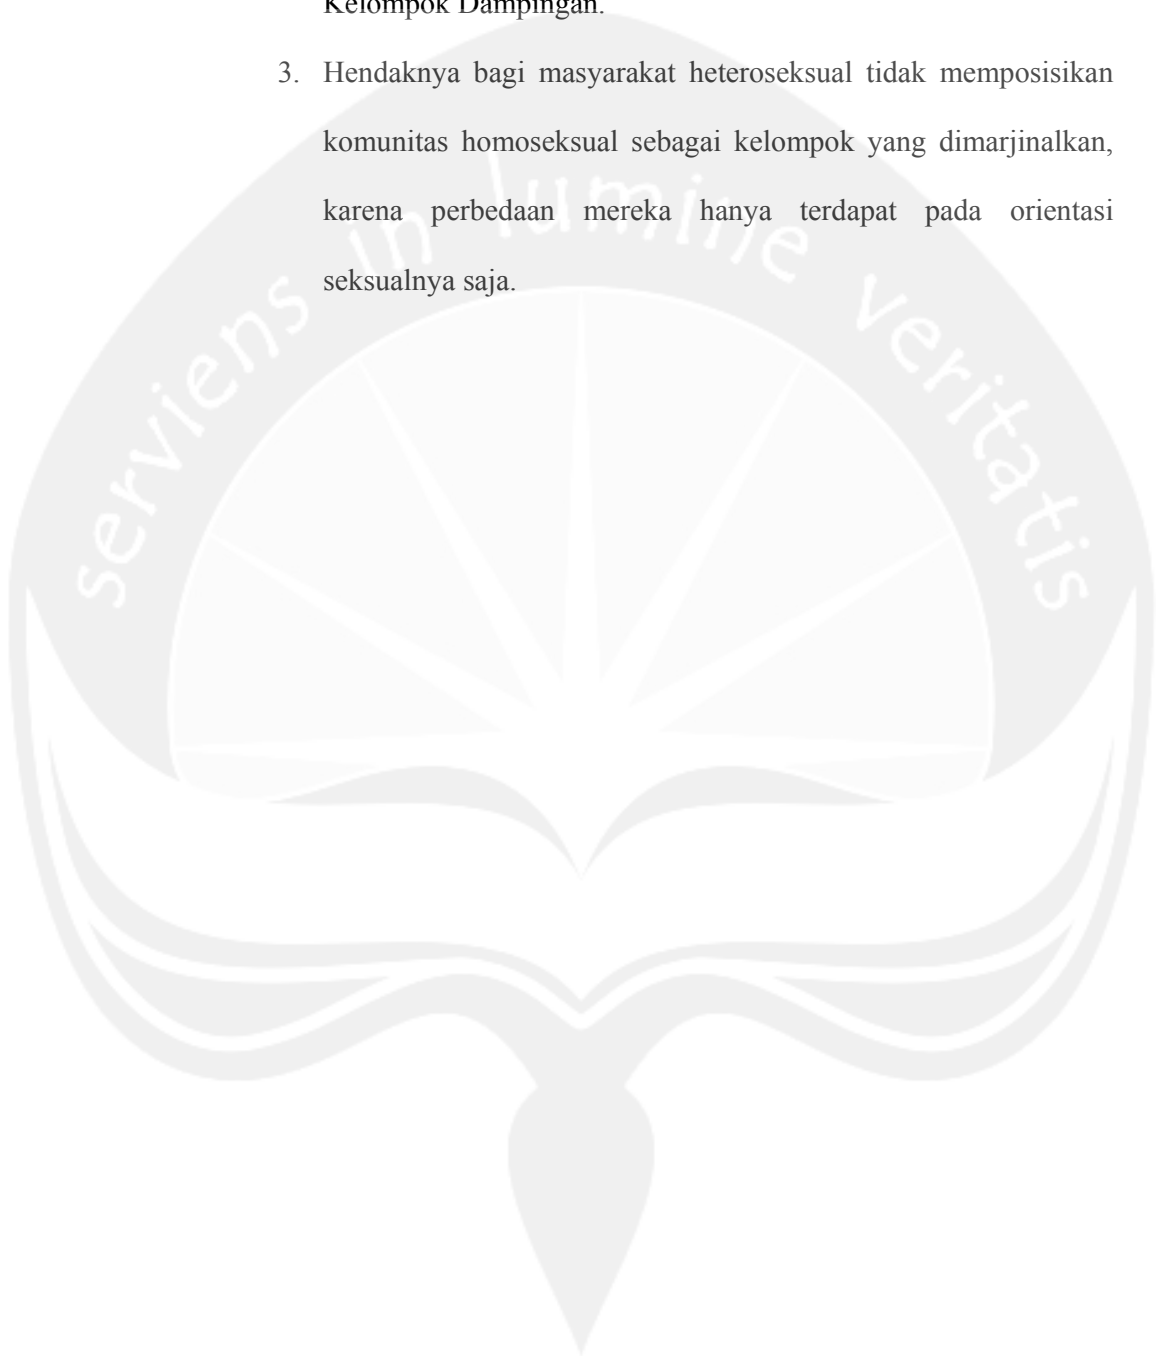 Kelompok Dampingan.
3. Hendaknya bagi masyarakat heteroseksual tidak memposisikan
komunitas homoseksual sebagai kelompok yang dimarjinalkan,
karena perbedaan mereka hanya terdapat pada orientasi
seksualnya saja.
serviens in lumine veritatis